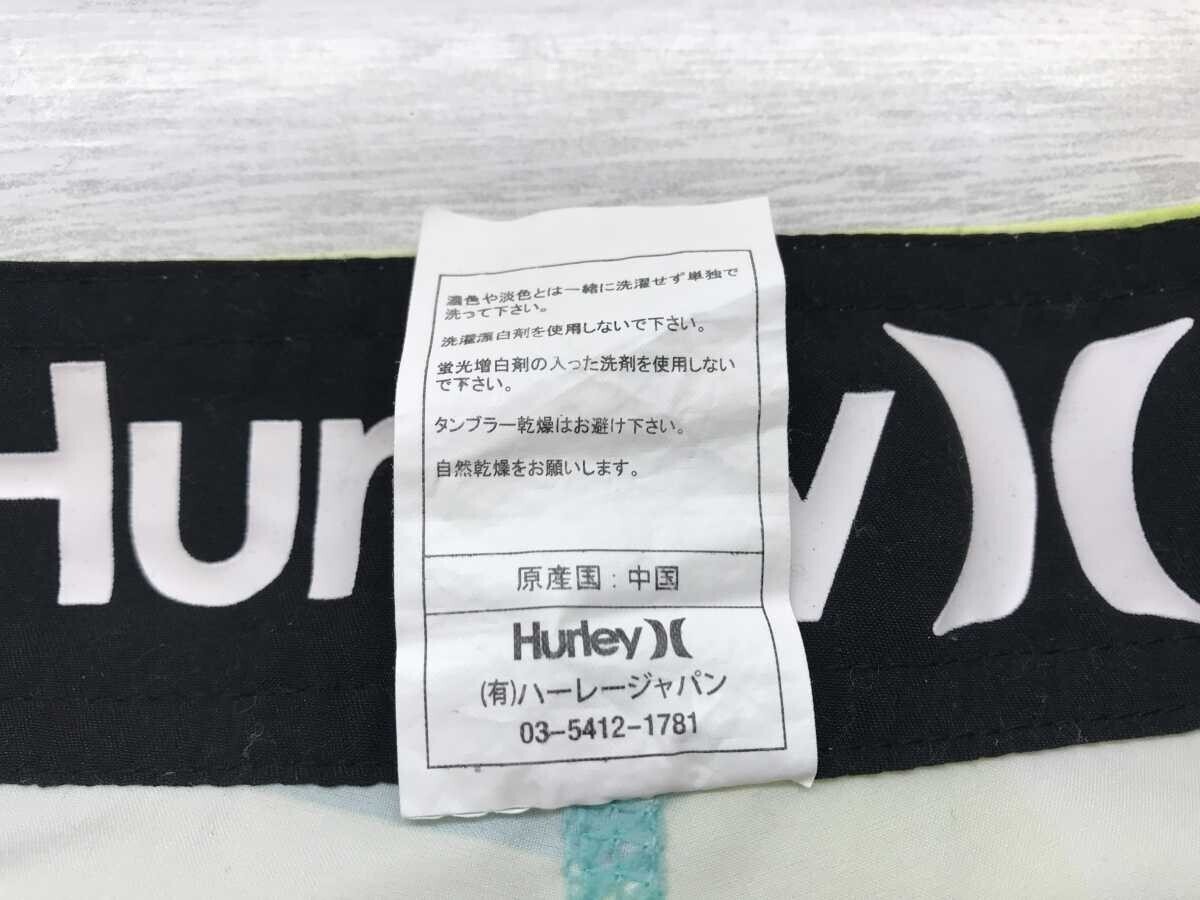 濃色や淡色とは一緒に洗濯せず単独で
洗って下さい。
洗濯漂白剤を使用しないで下さい。
蛍光増白剤の入った洗剤を使用しない
で下さい。
タンブラー乾燥はお避け下さい。
自然乾燥をお願いします。
原産国:中国
Hurley
(有)ハーレージャパン
03-5412-1781
Hur y